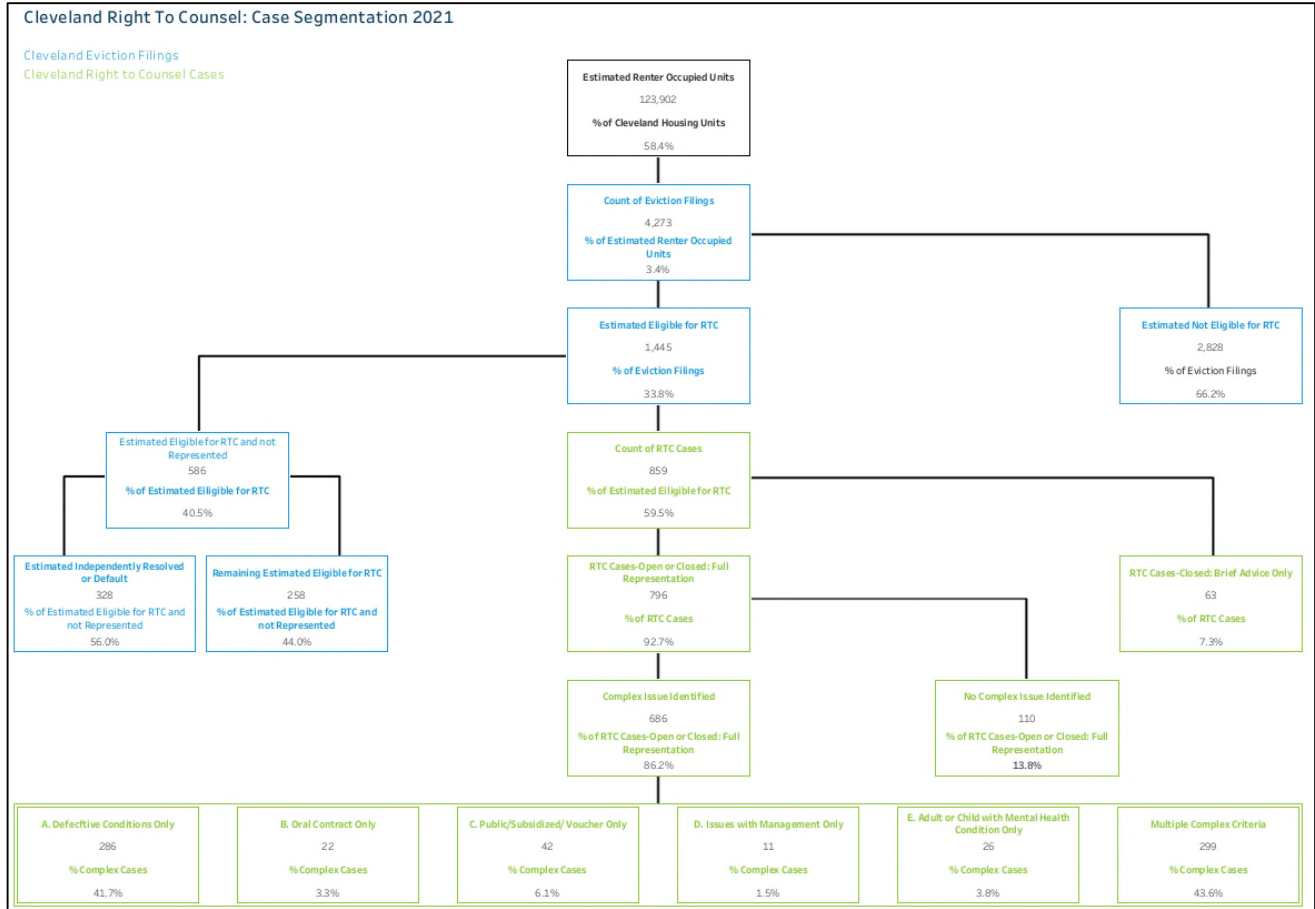 Cleveland Right To Counsel: Case Segmentation 2021
Cleveland Eviction Filings
Cleveland Right to Counsel Cases
Estimated Renter Occupied Units
123,902
% of Cleveland Housing Units
58.4%
Count of Eviction Filings
4,273
% of Estimated Renter Occupied
Units
3.4%
Estimated Eligible for RTC
1,445
% of Eviction Filings
33.8%
Estimated Not Eligible for RTC
2,828
% of Eviction Filings
66.2%
Estimated Eligible for RTC and not
Represented
586
% of Estimated Eiligible for RTC
40.5%
Count of RTC Cases
859
% of Estimated Eiligible for RTC
59.5%
Estimated Independently Resolved
or Default
328
% of Estimated Eligible for RTC and
not Represented
56.0%
Remaining Estimated Eligible for RTC
258
% of Estimated Eligible for RTC and
not Represented
44.0%
RTC Cases-Open or Closed: Full
Representation
796
% of RTC Cases
92.7%
RTC Cases-Closed: Brief Advice Only
63
% of RTC Cases
7.3%
Complex Issue Identified
686
% of RTC Cases-Open or Closed: Full
Representation
86.2%
No Complex Issue Identified
110
% of RTC Cases-Open or Closed: Full
Representation
13.8%
A. Defecftive Conditions Only
286
% Complex Cases
41.7%
B. Oral Contract Only
22
% Complex Cases
3.3%
C. Public/Subsidized/ Voucher Only
42
% Complex Cases
6.1%
D. Issues with Management Only
11
% Complex Cases
1.5%
E. Adult or Child with Mental Health
Condition Only
26
% Complex Cases
3.8%
Multiple Complex Criteria
299
% Complex Cases
43.6%